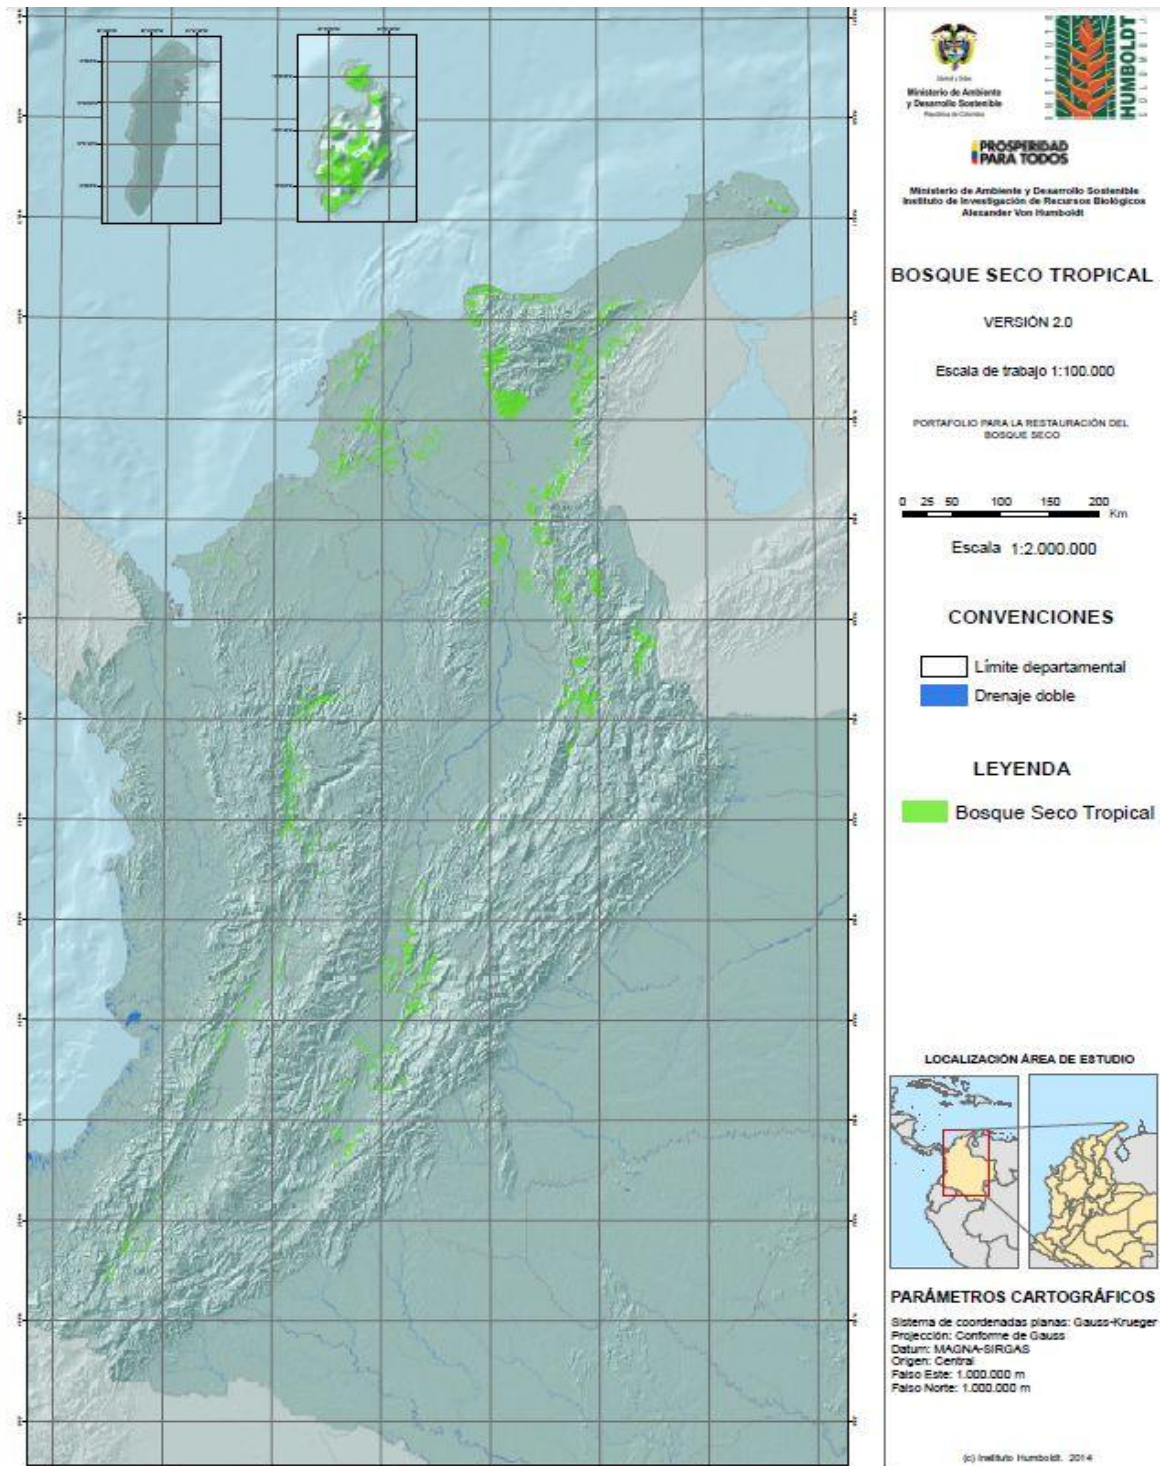 Ministerio de Ambiente
y Desarrollo Sostenible
República de Colombia
INSTITUTO
HUMBOLDT
COLOMBIA
PROSPERIDAD
PARA TODOS
Ministerio de Ambiente y Desarrollo Sostenible
Instituto de Investigación de Recursos Biológicos
Alexander Von Humboldt
BOSQUE SECO TROPICAL
VERSIÓN 2.0
Escala de trabajo 1:100.000
PORTAFOLIO PARA LA RESTAURACIÓN DEL
BOSQUE SECO
0 25 50 100 150 200
Km
Escala 1:2.000.000
CONVENCIONES
Límite departamental
Drenaje doble
LEYENDA
Bosque Seco Tropical
LOCALIZACIÓN ÁREA DE ESTUDIO
PARÁMETROS CARTOGRÁFICOS
Sistema de coordenadas planas: Gauss-Krueger
Projección: Conforme de Gauss
Datum: MAGNA-SIRGAS
Origen: Central
Falso Este: 1.000.000 m
Falso Norte: 1.000.000 m
(c) Instituto Humboldt. 2014